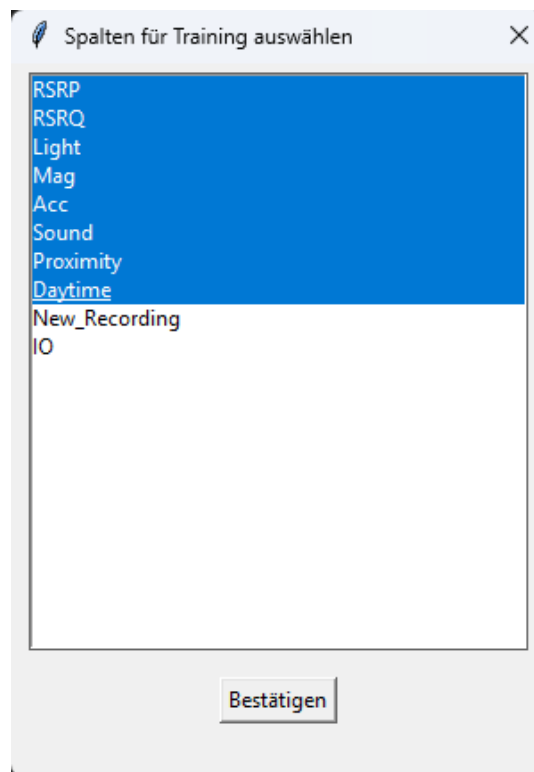 Spalten für Training auswählen
RSRP
RSRQ
Light
Mag
Acc
Sound
Proximity
Daytime
New_Recording
IO
Bestätigen